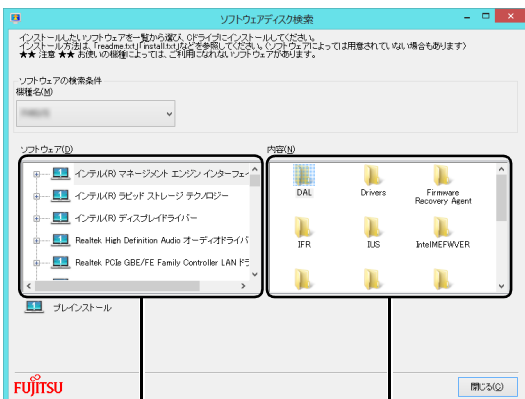 ソフトウェアディスク検索
インストールしたいソフトウェアを一覧から選び、Cドライブにインストールしてください。
インストール方法は、「readme.txt」「install.txt」などを参照してください。(ソフトウェアによっては用意されていない場合もあります)
★★ 注意 ★★ お使いの機種によっては、ご利用になれないソフトウェアがあります。
ソフトウェアの検索条件
機種名(M)
ソフトウェア(D)
内容(N)
インテル(R) マネージメント エンジン インターフェイ
インテル(R) ラピッド ストレージ テクノロジー
インテル(R) ディスプレイドライバー
Realtek High Definition Audio オーディオドライバ
Realtek PCIe GBE/FE Family Controller LAN ドラ
DAL
Drivers
Firmware
Recovery Agent
IFR
IUS
IntelMEFWVER
プレインストール
FUJITSU
閉じる(C)